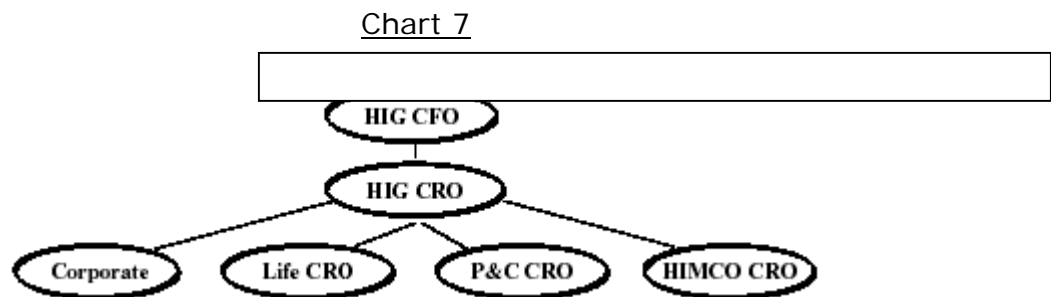 Chart 7
HIG CFO
HIG CRO
Corporate Life CRO P&C CRO HIMCO CRO